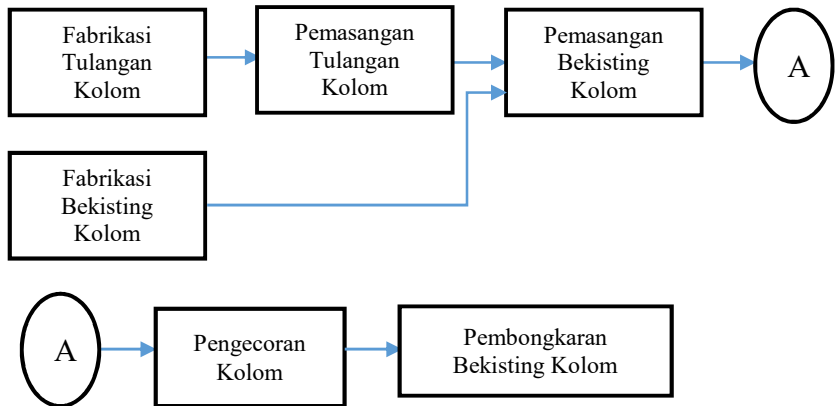 Fabrikasi
Tulangan
Kolom
Pemasangan
Tulangan
Kolom
Pemasangan
Bekisting
Kolom
A
Fabrikasi
Bekisting
Kolom
A
Pengecoran
Kolom
Pembongkaran
Bekisting Kolom